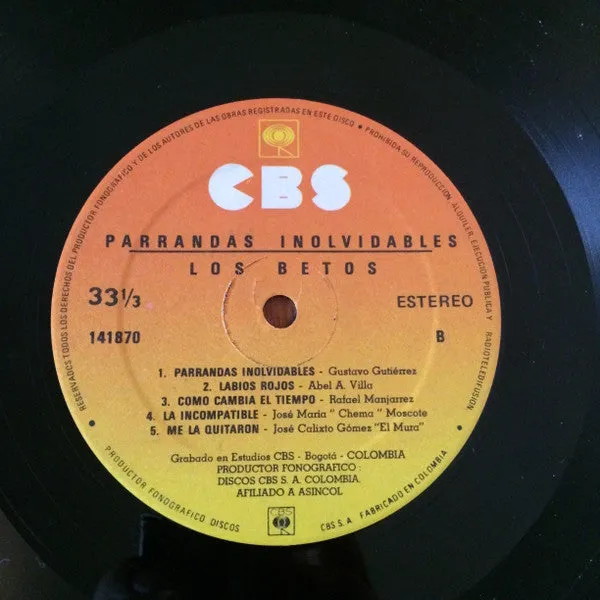 RESERVADOS TODOS LOS DERECHOS DEL PRODUCTOR FONOGRAFICO Y DE LOS AUTORES DE LAS OBRAS REGISTRADAS EN ESTE DISCO • PROHIBIDA SU REPRODUCCION, ALQUILER, EJECUCION PUBLICA Y RADIOTELEDIFUSION
CBS
PARRANDAS INOLVIDABLES
LOS BETOS
33 1/3
ESTEREO
141870
B
1. PARRANDAS INOLVIDABLES - Gustavo Gutiérrez
2. LABIOS ROJOS - Abel A. Villa
3. COMO CAMBIA EL TIEMPO - Rafael Manjarrez
4. LA INCOMPATIBLE - José Maria " Chema " Moscote
5. ME LA QUITARON - José Calixto Gómez "El Mura"
Grabado en Estudios CBS - Bogotá - COLOMBIA
PRODUCTOR FONOGRAFICO :
DISCOS CBS S. A. COLOMBIA.
AFILIADO A ASINCOL
CBS
PRODUCTOR FONOGRAFICO DISCOS
CBS S. A. FABRICADO EN COLOMBIA